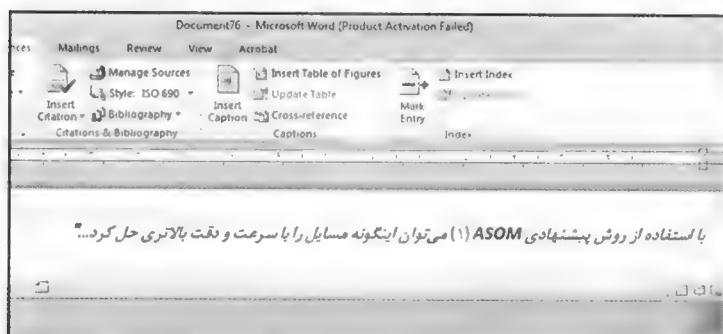 Document76 - Microsoft Word (Product Activation Failed)
ces Mailings Review View Acrobat
Insert Citation
Manage Sources
Style: ISO 690
Bibliography
Citations & Bibliography
Insert Caption
Insert Table of Figures
Update Table
Cross-reference
Captions
Mark Entry
Insert Index
Index
با استفاده از روش پیشنهادی ASOM (۱) می‌توان اینگونه مسایل را با سرعت و دقت بالاتری حل کرد..."